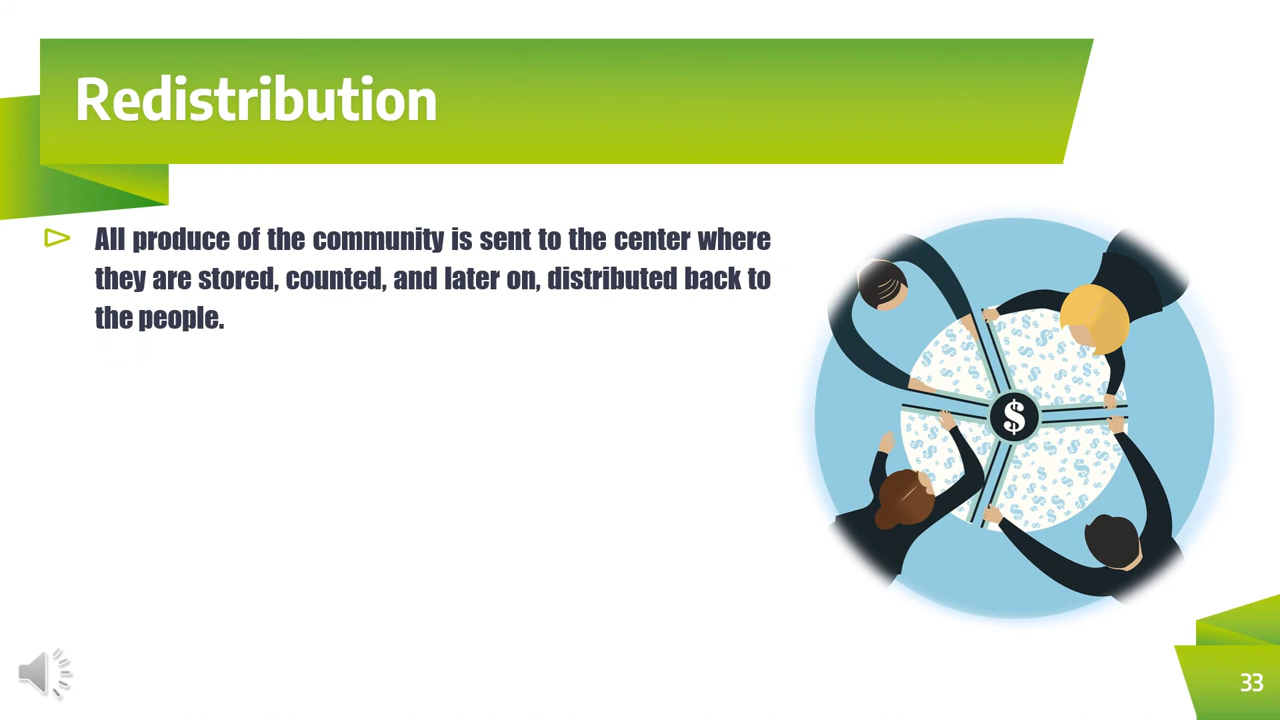 Redistribution
All produce of the community is sent to the center where
they are stored, counted, and later on, distributed back to
the people.
$
33